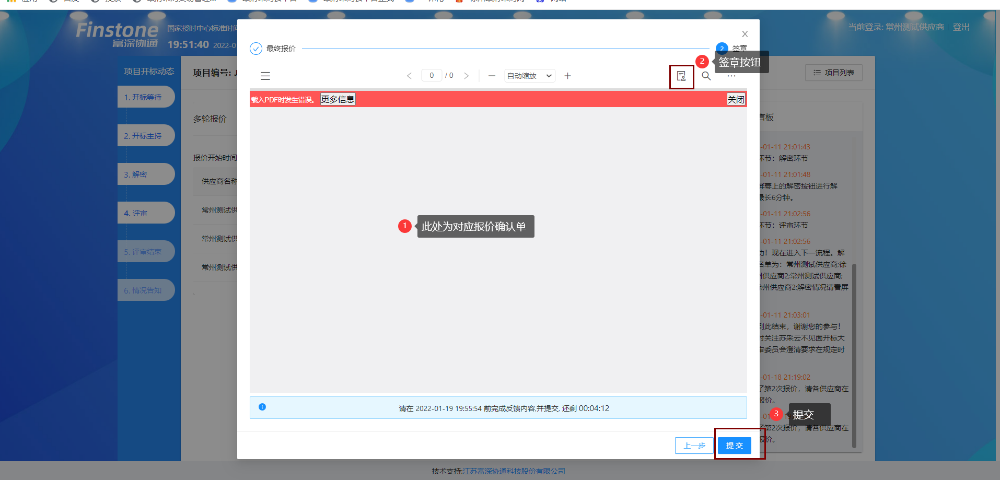 Finstone
富深协通
国家授时中心标准时间
19:51:40 2022-01
当前登录: 常州测试供应商 登出
项目开标动态
1. 开标等待
2. 开标主持
3. 解密
4. 评审
5. 评审结束
6. 情况告知
项目编号: J
多轮报价
报价开始时间
供应商名称
常州测试供
常州测试供
常州测试供
X
最终报价
2 签章
2 签章按钮
0 / 0
自动缩放
载入PDF时发生错误。 更多信息 关闭
1 此处为对应报价确认单
请在 2022-01-19 19:55:54 前完成反馈内容,并提交, 还剩 00:04:12
上一步 提 交
3 提交
项目列表
言板
-01-11 21:01:43
环节：解密环节
-01-11 21:01:48
屏幕上的解密按钮进行解
最长6分钟。
-01-11 21:02:56
环节：评审环节
-01-11 21:02:56
功！现在进入下一流程。解
名单为：常州测试供应商;徐
州供应商2;常州测试供应商;
徐州供应商2;解密情况请看屏
-01-11 21:03:01
到此结束，谢谢您的参与！
时关注苏采云不见面开标大
审委员会澄清要求在规定时
-01-18 21:19:02
了第2次报价，请各供应商在
报价。
了第2次报价，请各供应商在
报价。
技术支持:江苏富深协通科技股份有限公司